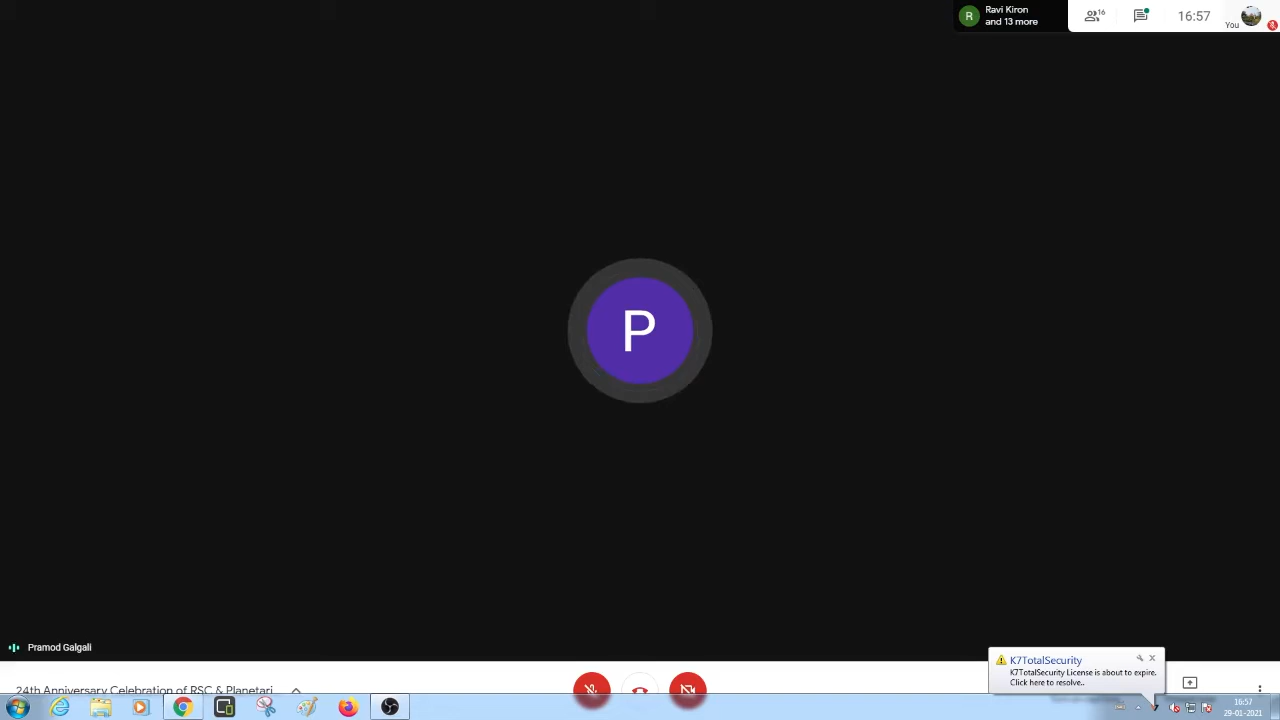 R
Ravi Kiron
and 13 more
16
16:57
You
P
Pramod Galgali
K7TotalSecurity
K7TotalSecurity License is about to expire.
Click here to resolve..
24th Anniversary Celebration of RSC & Planetari
16:57
29-01-2021